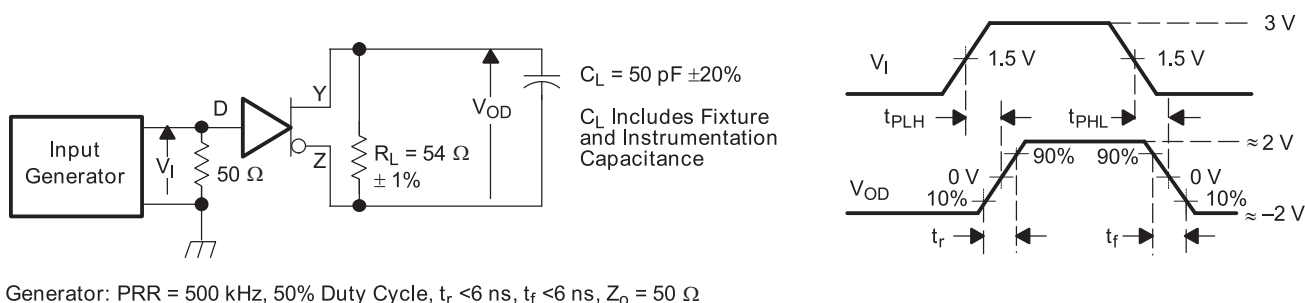 Input
Generator
V_I
50 Ω
D
Y
Z
R_L = 54 Ω
± 1%
V_OD
C_L = 50 pF ±20%
C_L Includes Fixture
and Instrumentation
Capacitance
V_I
3 V
1.5 V
1.5 V
t_PLH
t_PHL
V_OD
≈ 2 V
90%
90%
0 V
0 V
10%
10%
≈ –2 V
t_r
t_f
Generator: PRR = 500 kHz, 50% Duty Cycle, t_r <6 ns, t_f <6 ns, Z_o = 50 Ω